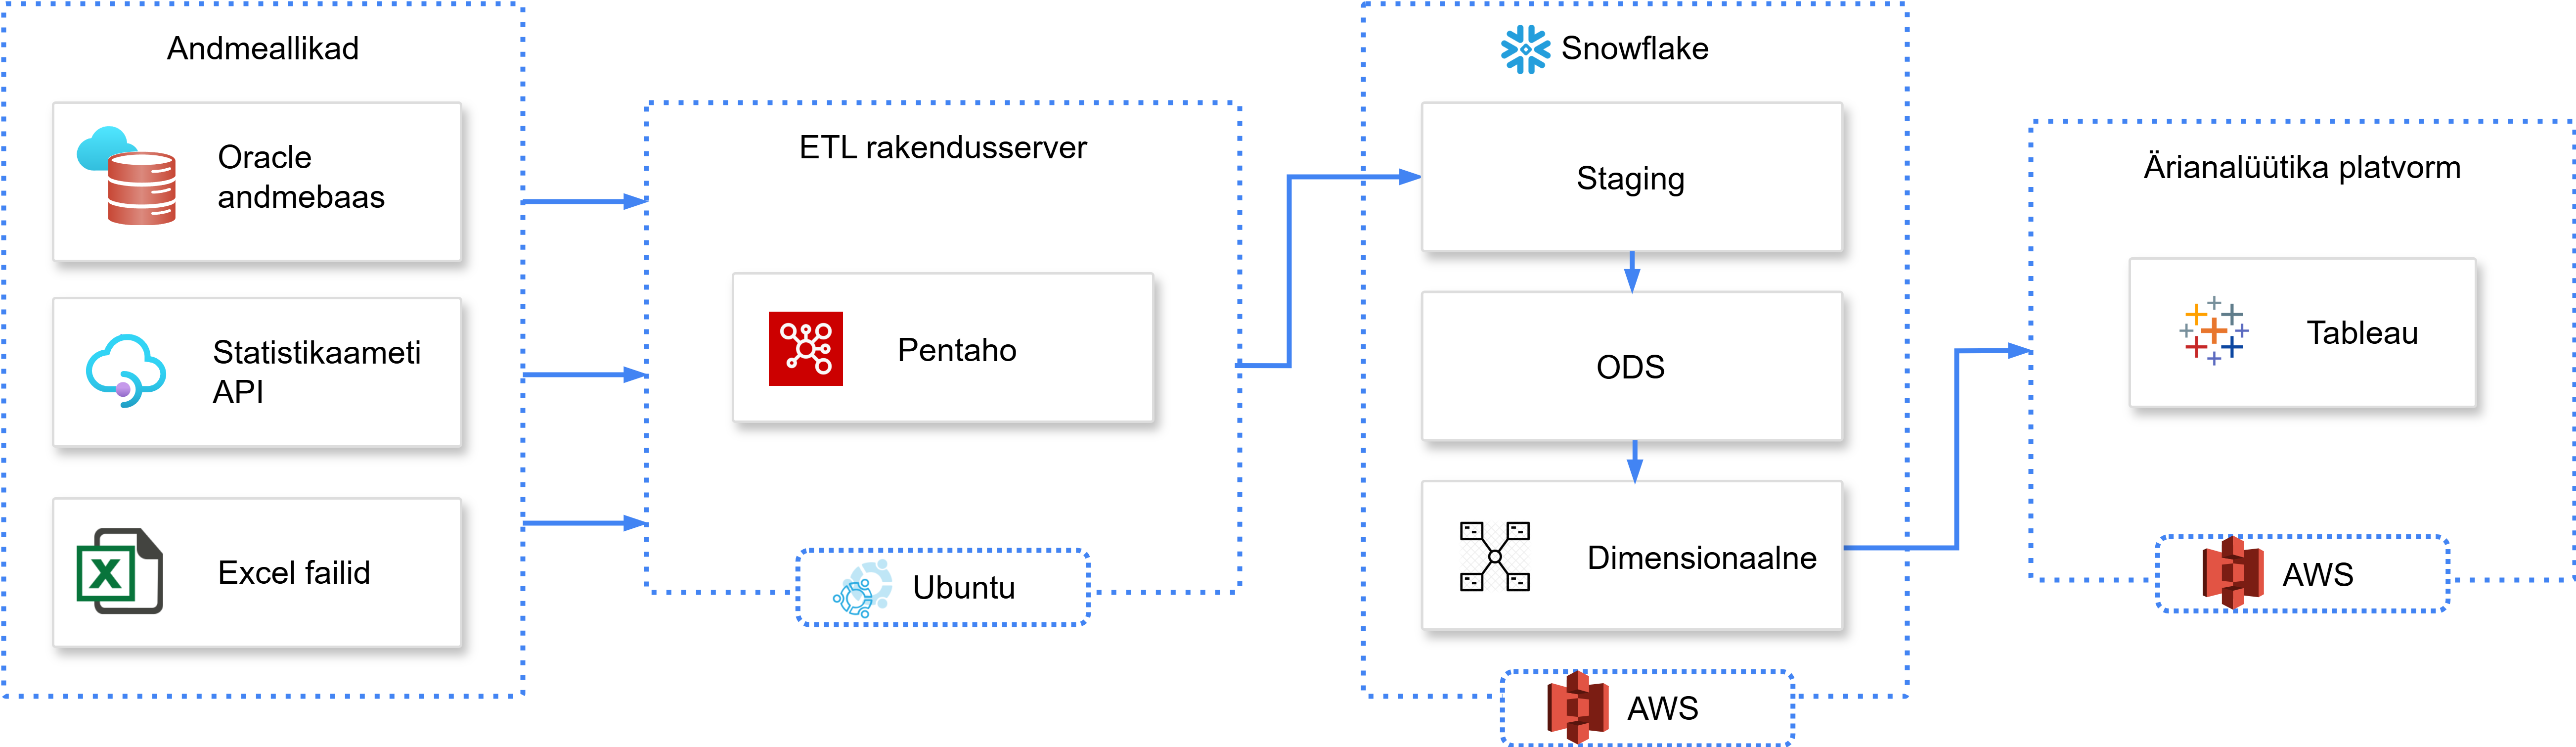 Andmeallikad
Oracle
andmebaas
Statistikaameti
API
Excel failid
ETL rakendusserver
Pentaho
Ubuntu
Snowflake
Staging
ODS
Dimensionaalne
AWS
Ärianalüütika platvorm
Tableau
AWS